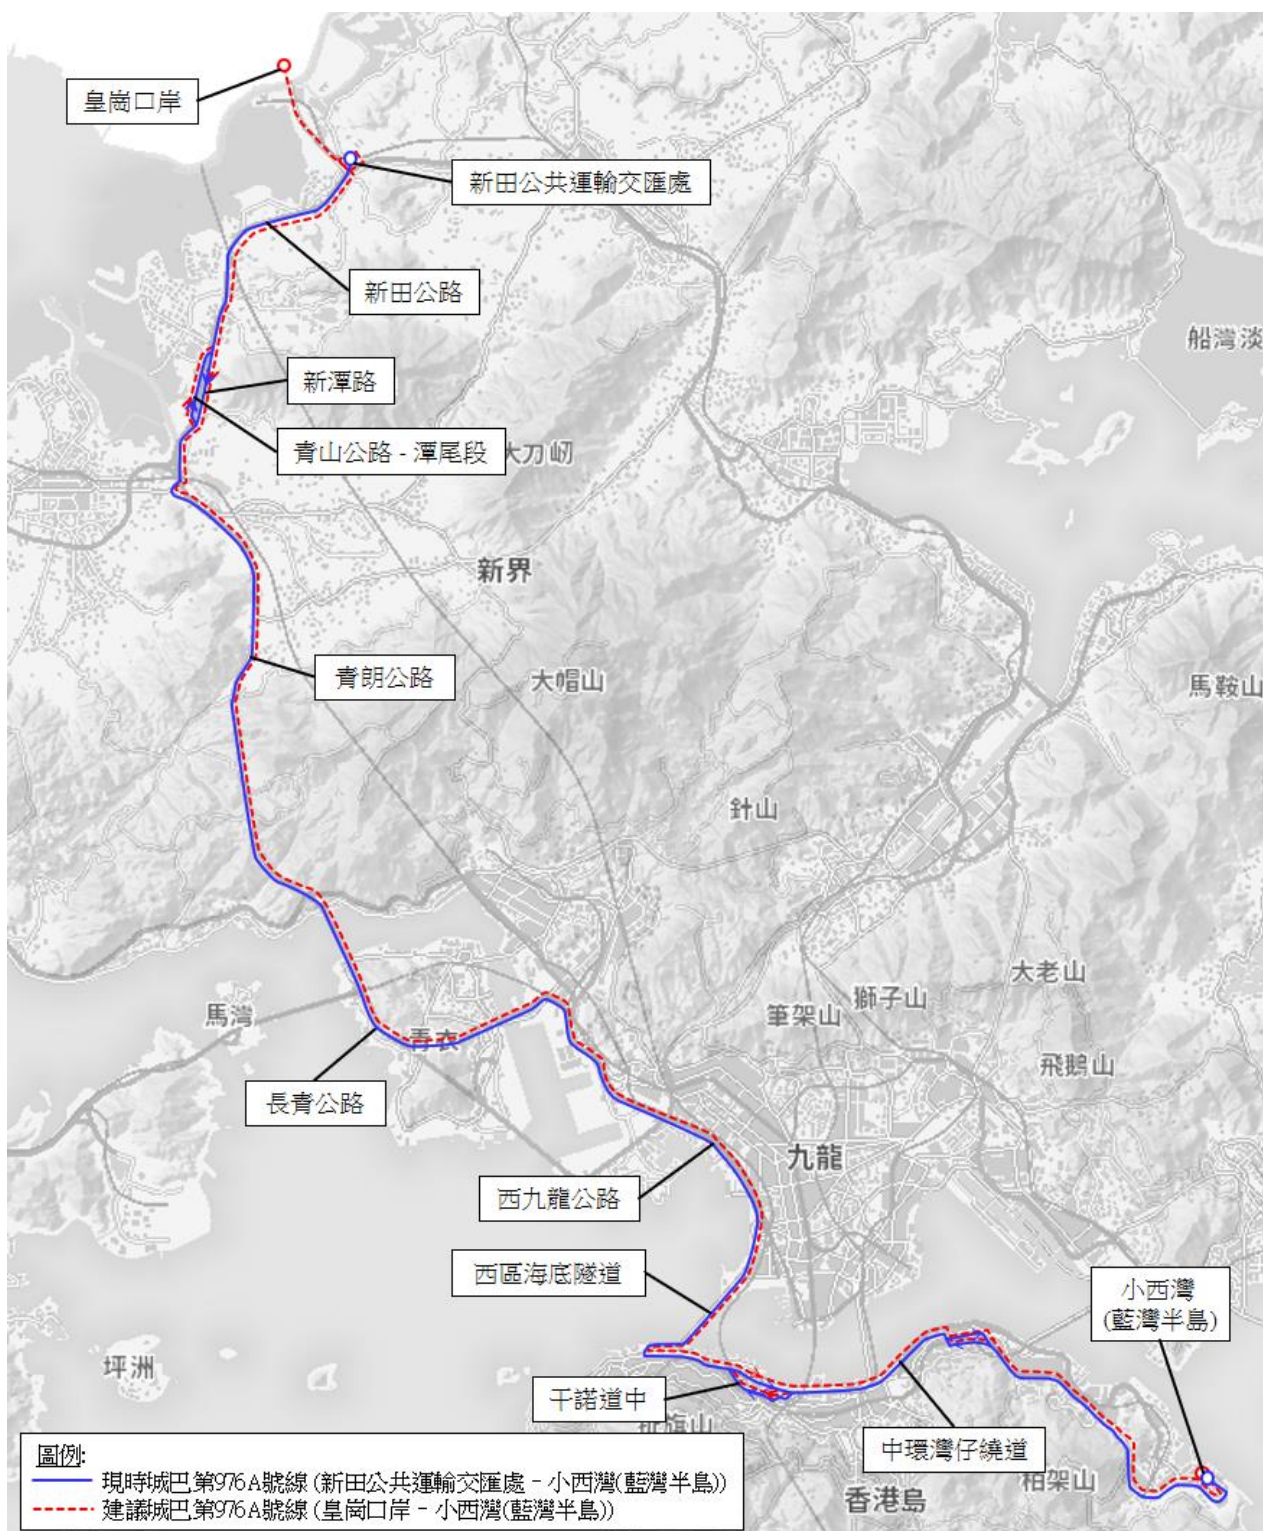 皇崗口岸
新田公共運輸交匯處
新田公路
船灣淡
新潭路
青山公路 - 潭尾段
大刀屻
新界
青朗公路
大帽山
馬鞍山
針山
大老山
獅子山
筆架山
馬灣
青衣
飛鵝山
長青公路
九龍
西九龍公路
西區海底隧道
小西灣
(藍灣半島)
坪洲
干諾道中
中環灣仔繞道
柏架山
香港島
圖例:
現時城巴第976A號線 (新田公共運輸交匯處 - 小西灣(藍灣半島))
建議城巴第976A號線 (皇崗口岸 - 小西灣(藍灣半島))